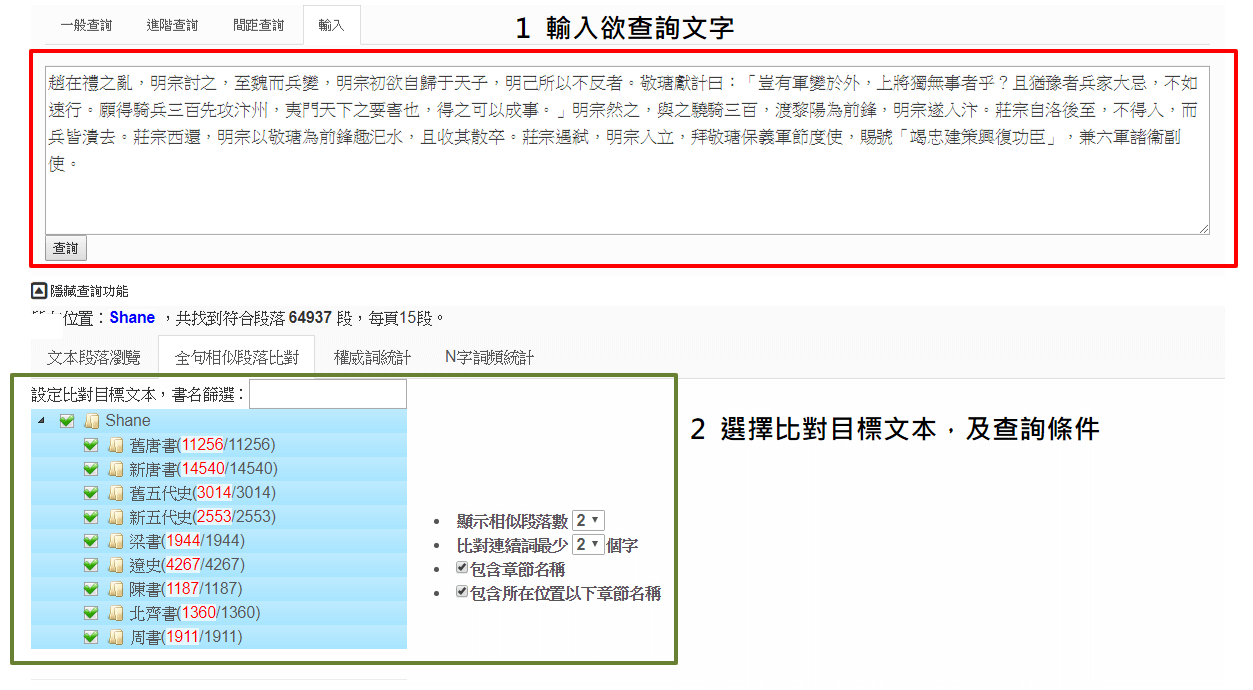 一般查詢 進階查詢 間距查詢 輸入 1 輸入欲查詢文字
趙在禮之亂，明宗討之，至魏而兵變，明宗初欲自歸于天子，明己所以不反者。敬瑭獻計曰：「豈有軍變於外，上將獨無事者乎？且猶豫者兵家大忌，不如
速行。願得騎兵三百先攻汴州，夷門天下之要害也，得之可以成事。」明宗然之，與之驍騎三百，渡黎陽為前鋒，明宗遂入汴。莊宗自洛後至，不得入，而
兵皆潰去。莊宗西還，明宗以敬瑭為前鋒趣汜水，且收其散卒。莊宗遇弒，明宗入立，拜敬瑭保義軍節度使，賜號「竭忠建策興復功臣」，兼六軍諸衛副
使。
查詢
隱藏查詢功能
位置：Shane ，共找到符合段落 64937 段，每頁15段。
文本段落瀏覽 全句相似段落比對 權威詞統計 N字詞頻統計
設定比對目標文本，書名篩選：
Shane
2 選擇比對目標文本，及查詢條件
舊唐書(11256/11256)
新唐書(14540/14540)
舊五代史(3014/3014)
新五代史(2553/2553)
梁書(1944/1944)
遼史(4267/4267)
陳書(1187/1187)
北齊書(1360/1360)
周書(1911/1911)
顯示相似段落數 2
比對連續詞最少 2 個字
包含章節名稱
包含所在位置以下章節名稱